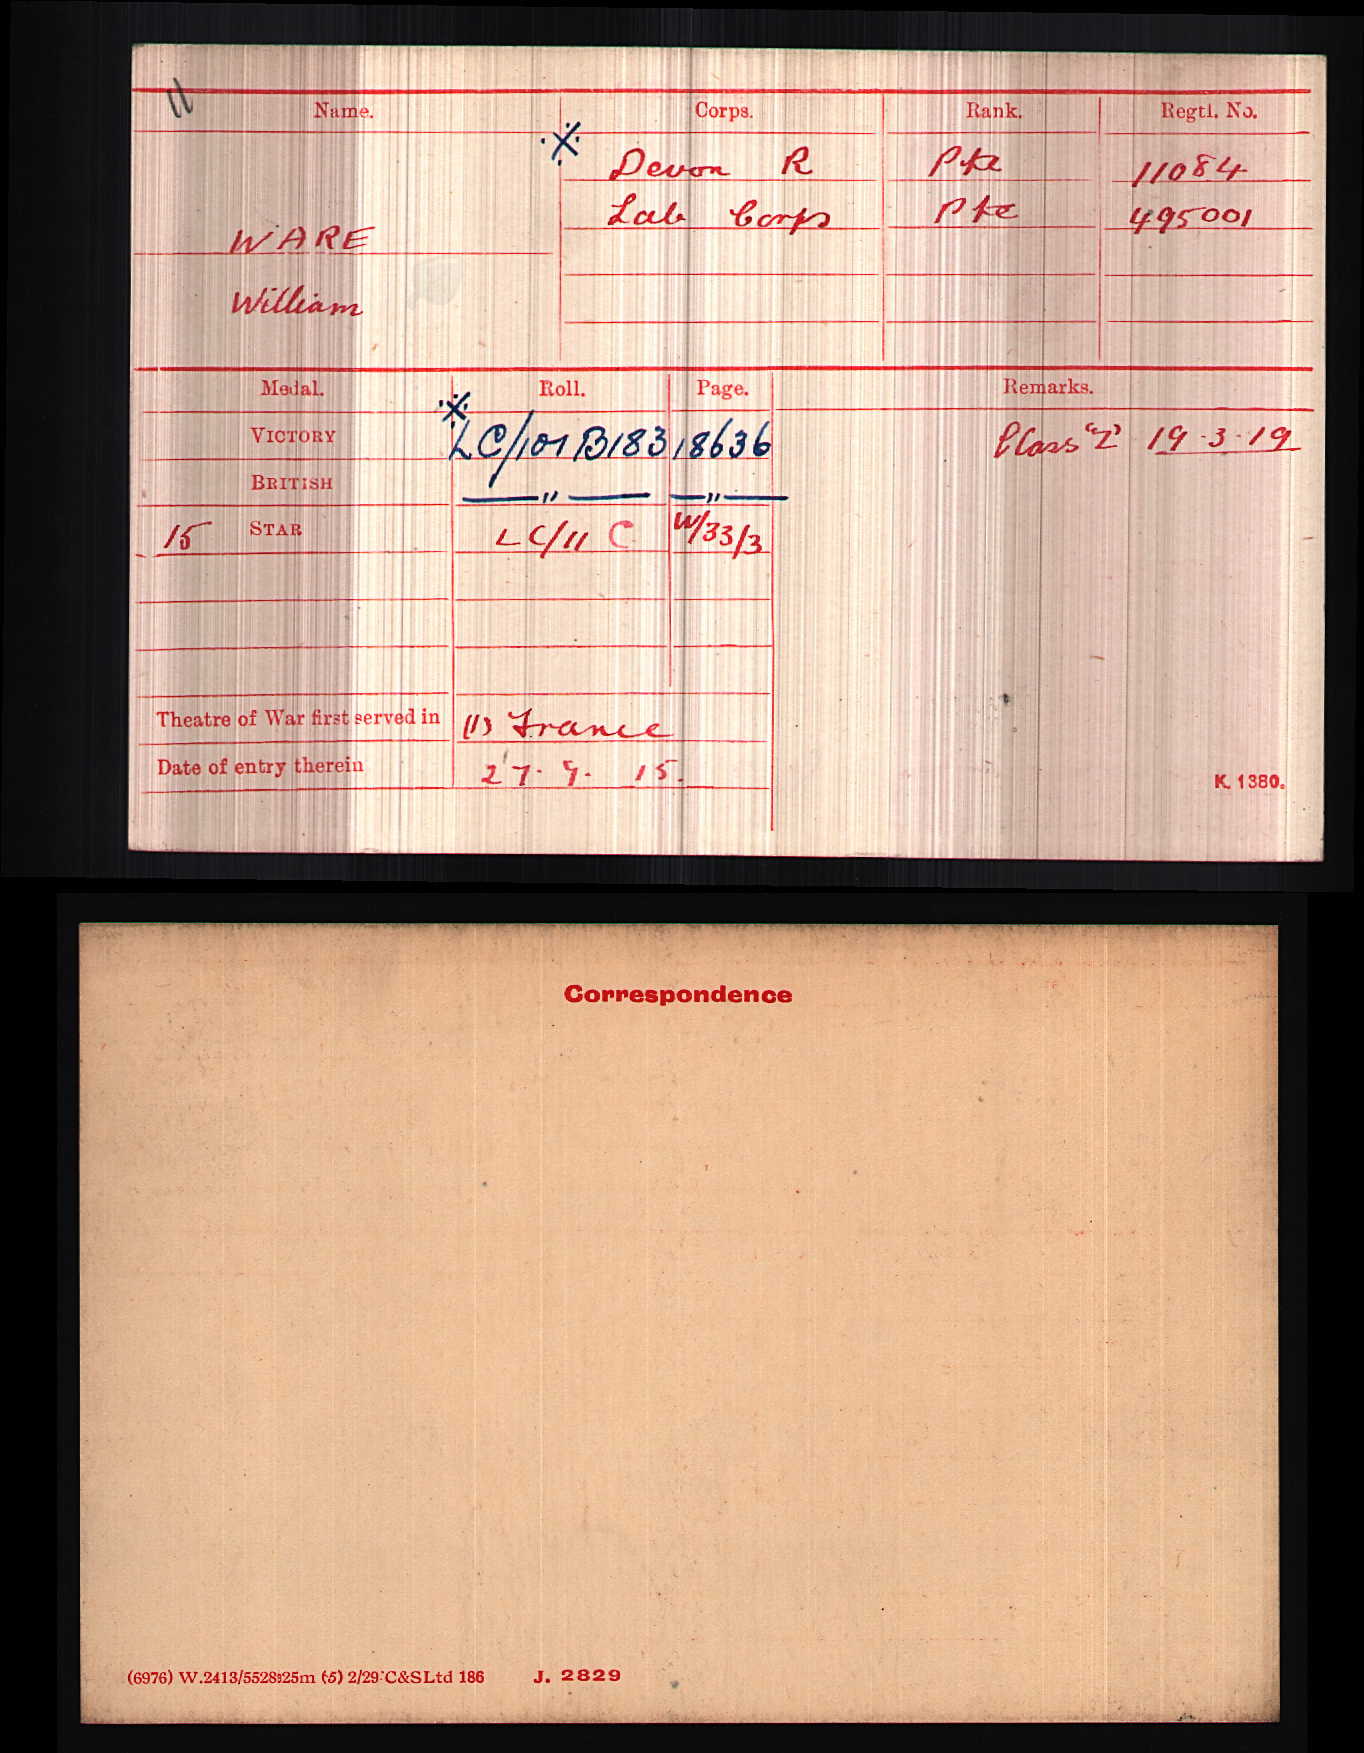 11
Name. Corps. Rank. Regtl. No.
Devon R Pte 11084
Lab Corps Pte 495001
WARE
William
Medal. Roll. Page. Remarks.
VICTORY LC/101 B183 18636 Class "Z" 19.3.19
BRITISH —〃— —〃—
15 STAR LC/11 C W/33/3
Theatre of War first served in (1) France
Date of entry therein 27.9.15.
K. 1380.
Correspondence
(6976) W.2413/5528 25m (5) 2/29 C&SLtd 186 J. 2829